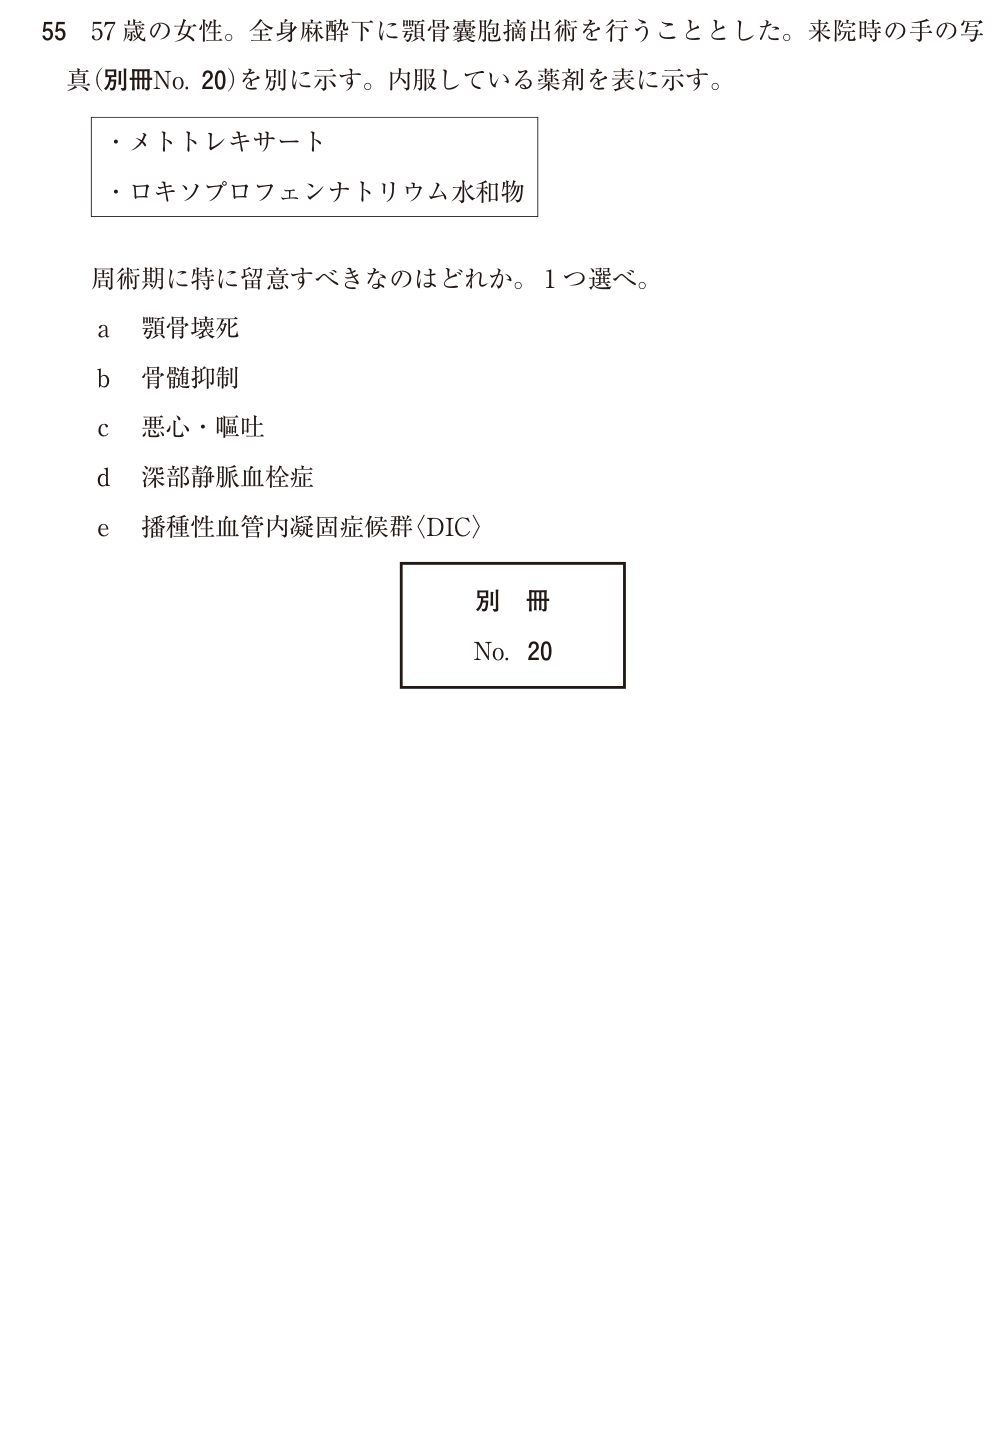 55 57歳の女性。全身麻酔下に顎骨囊胞摘出術を行うこととした。来院時の手の写
真(別冊No. 20)を別に示す。内服している薬剤を表に示す。
・メトトレキサート
・ロキソプロフェンナトリウム水和物
周術期に特に留意すべきなのはどれか。1つ選べ。
a 顎骨壊死
b 骨髄抑制
c 悪心・嘔吐
d 深部静脈血栓症
e 播種性血管内凝固症候群〈DIC〉
別 冊
No. 20